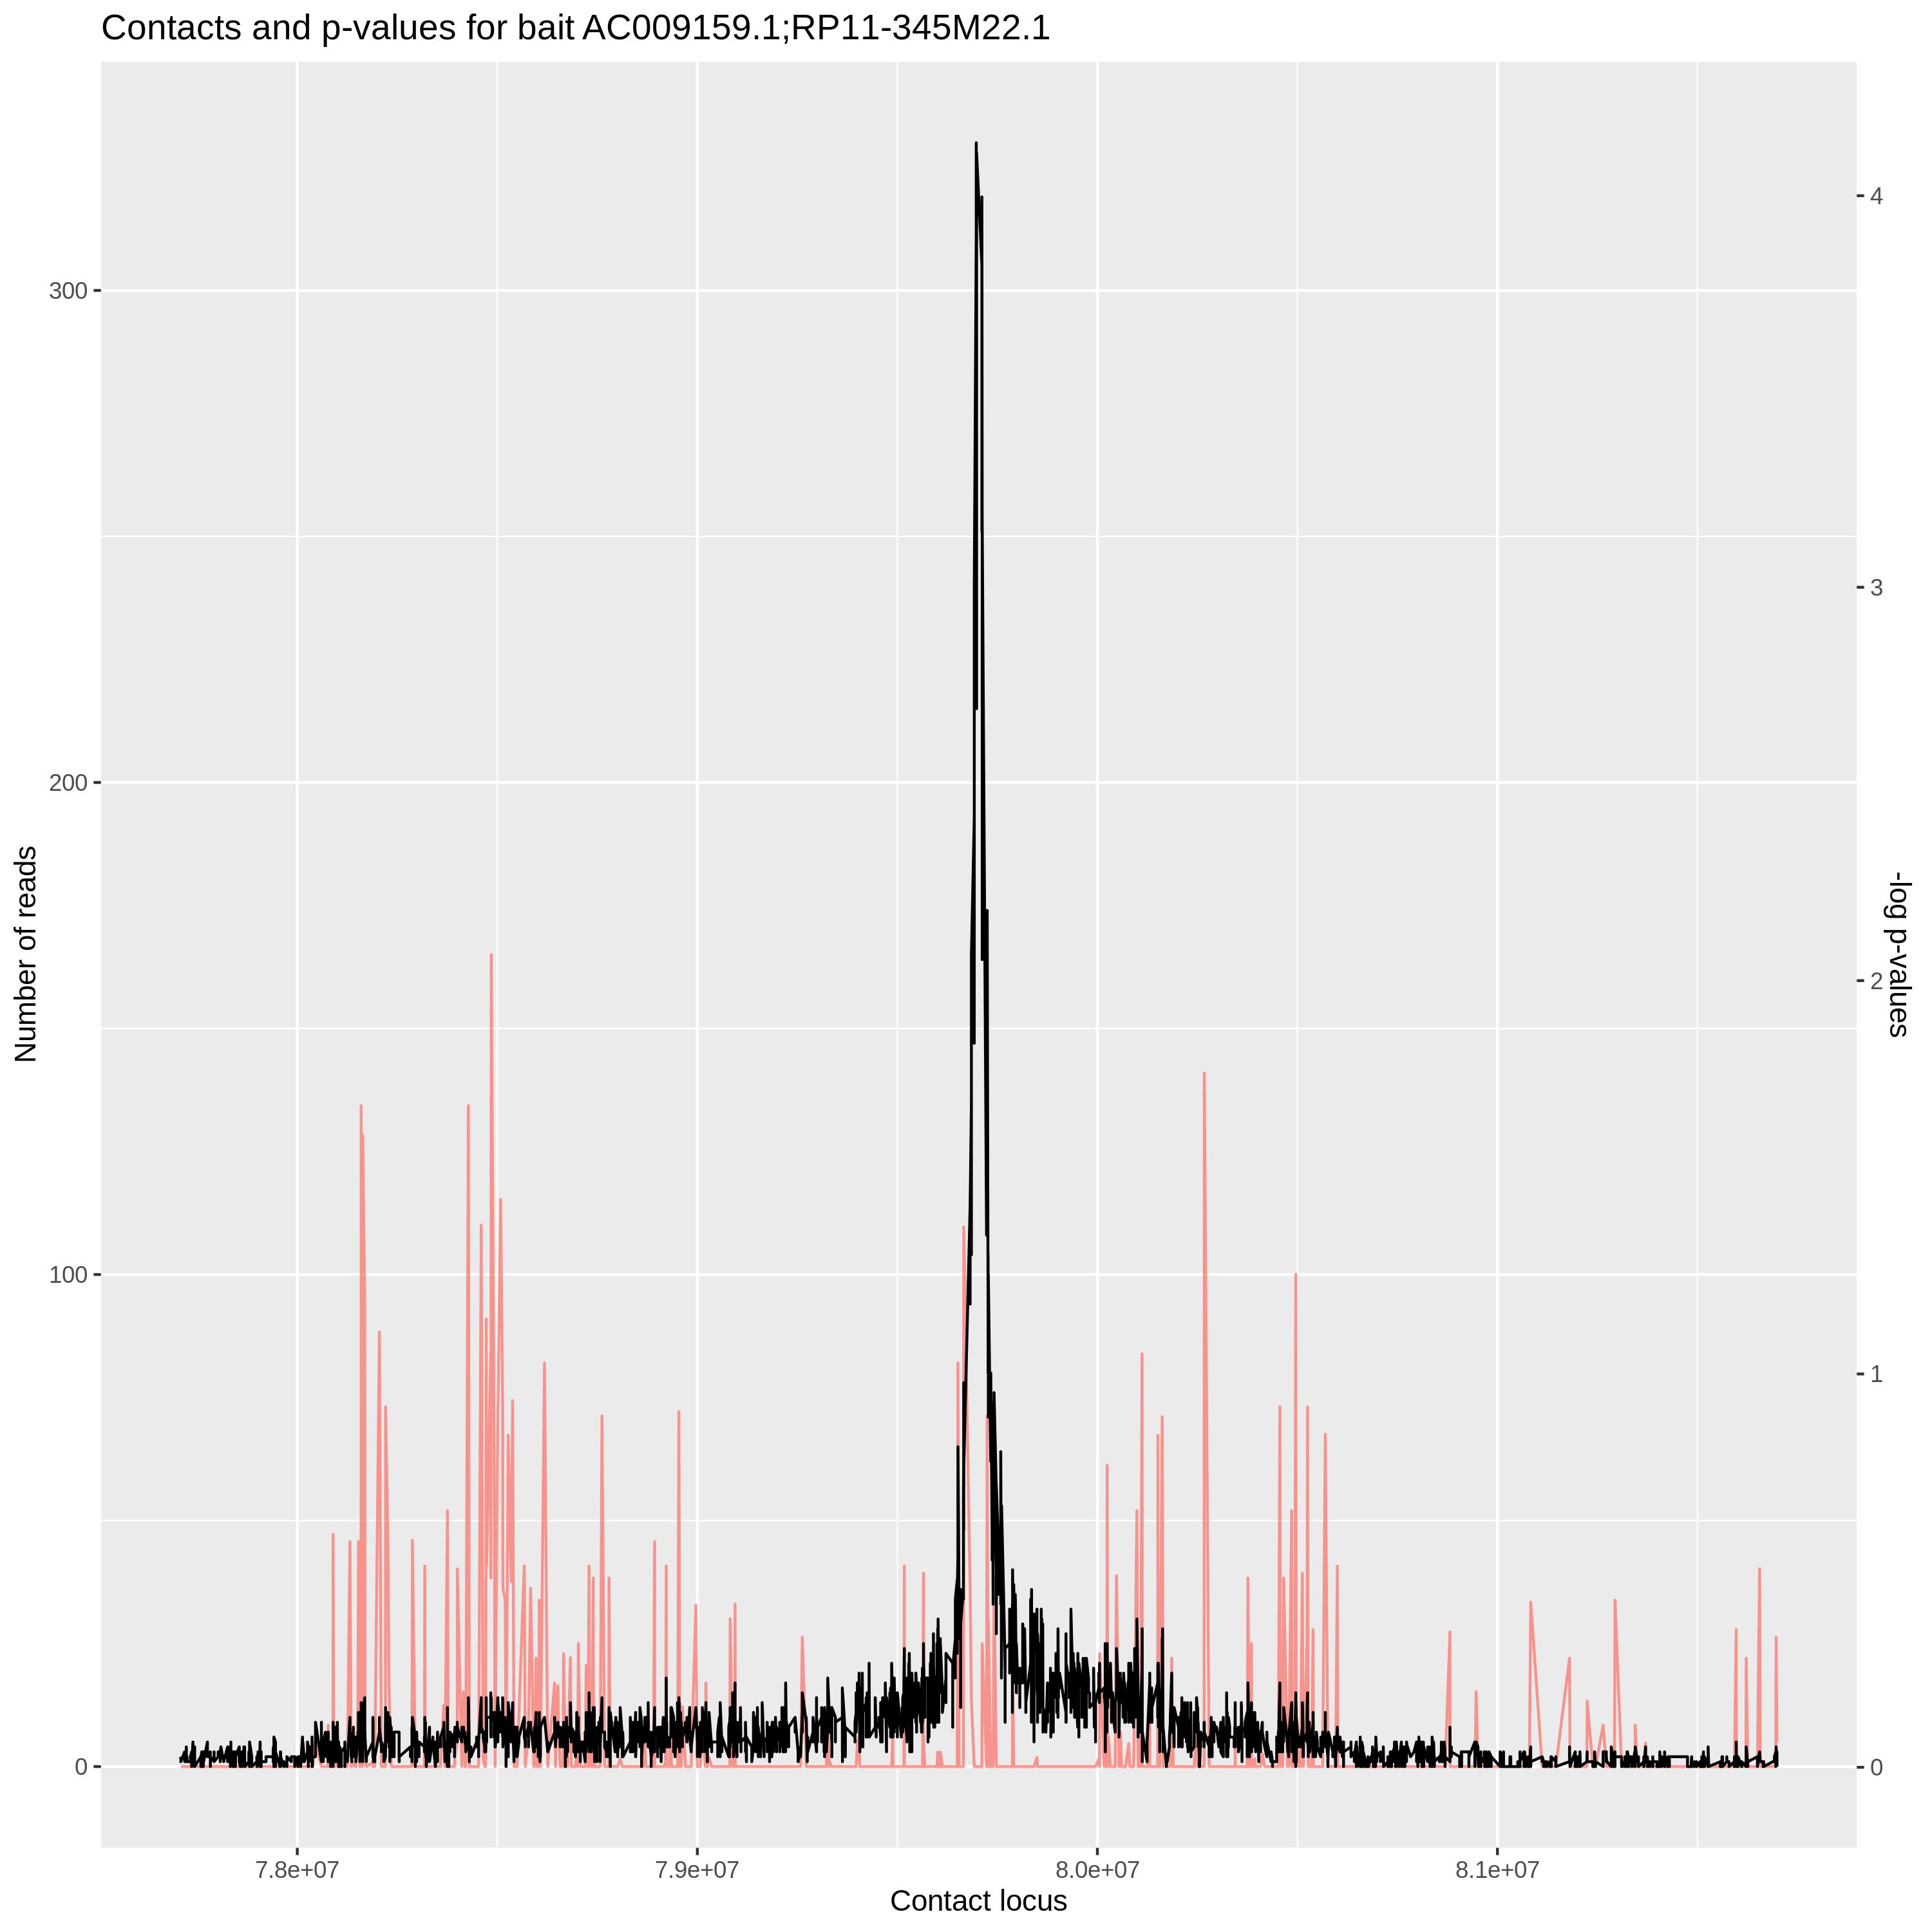 Contacts and p-values for bait AC009159.1;RP11-345M22.1
Number of reads
300
200
100
0
4
3
2
1
0
-log p-values
7.8e+07
7.9e+07
8.0e+07
8.1e+07
Contact locus